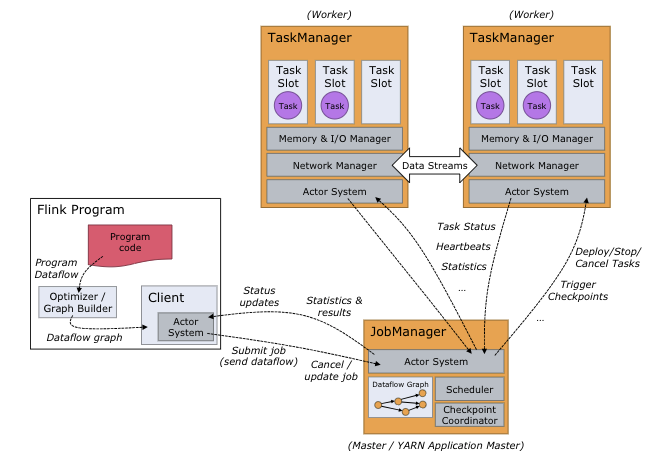 (Worker)
(Worker)
TaskManager
TaskManager
Task
Slot
Task
Slot
Task
Slot
Task
Slot
Task
Slot
Task
Slot
Task
Task
Task
Task
Memory & I/O Manager
Memory & I/O Manager
Network Manager
Data Streams
Network Manager
Actor System
Actor System
Flink Program
Program
code
Program
Dataflow
Optimizer /
Graph Builder
Dataflow graph
Client
Actor
System
Status
updates
Statistics &
results
Submit job
(send dataflow)
Cancel /
update job
Task Status
Heartbeats
Statistics
...
Deploy/Stop/
Cancel Tasks
Trigger
Checkpoints
...
JobManager
Actor System
Dataflow Graph
Scheduler
Checkpoint
Coordinator
(Master / YARN Application Master)